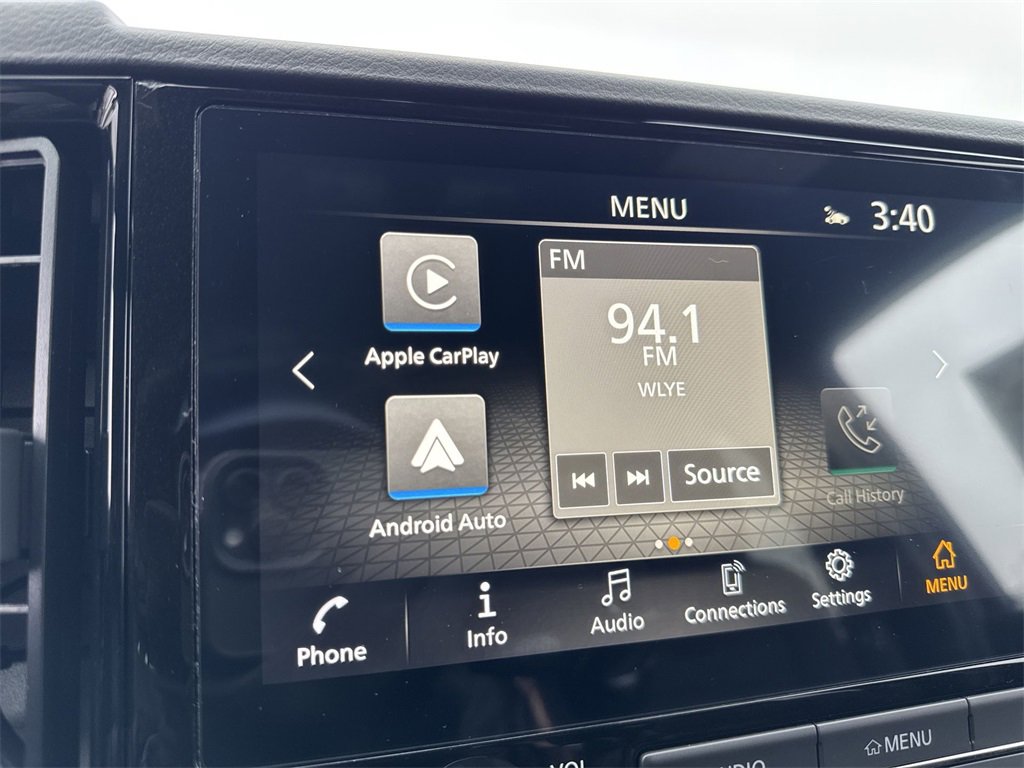 MENU
3:40
FM
94.1
FM
WLYE
Source
Apple CarPlay
Android Auto
Call History
Phone
Info
Audio
Connections
Settings
MENU
VOL
MENU